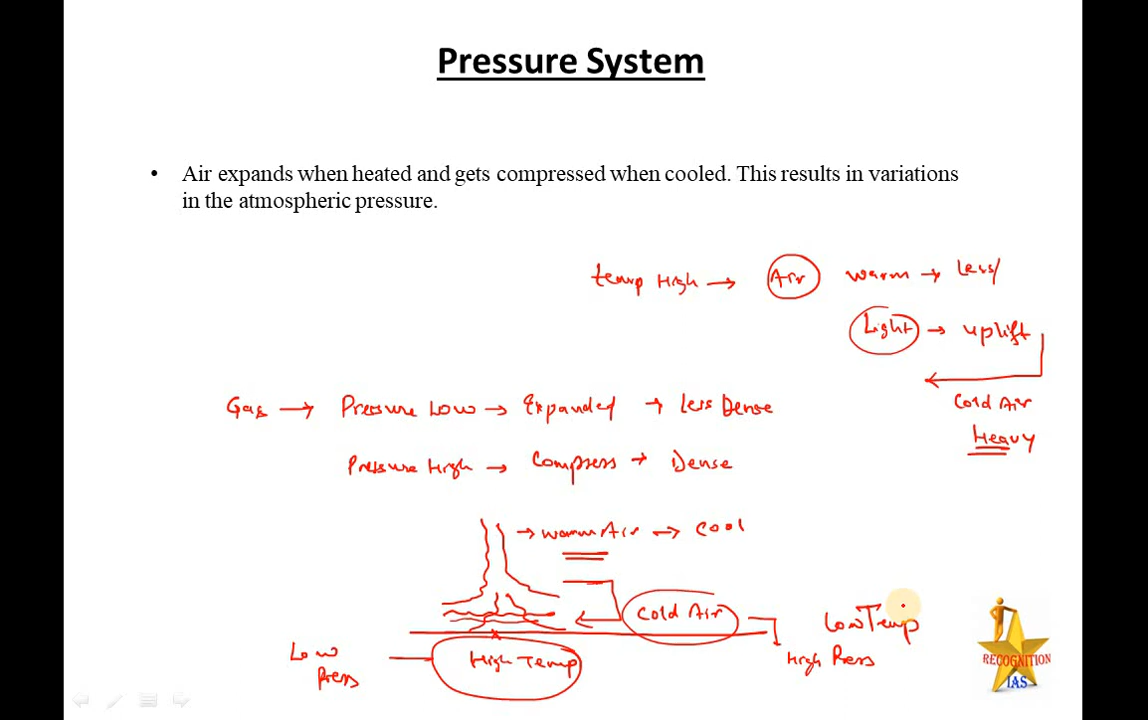 Pressure System
• Air expands when heated and gets compressed when cooled. This results in variations
in the atmospheric pressure.
temp High → Air warm → Less/
Light → uplift
Cold Air
Heavy
Gas → Pressure Low → Expanded → less Dense
Pressure High → Compress → Dense
→ warm Air → Cool
Cold Air
Low Temp
High Press
Low
Press
High Temp
RECOGNITION
IAS